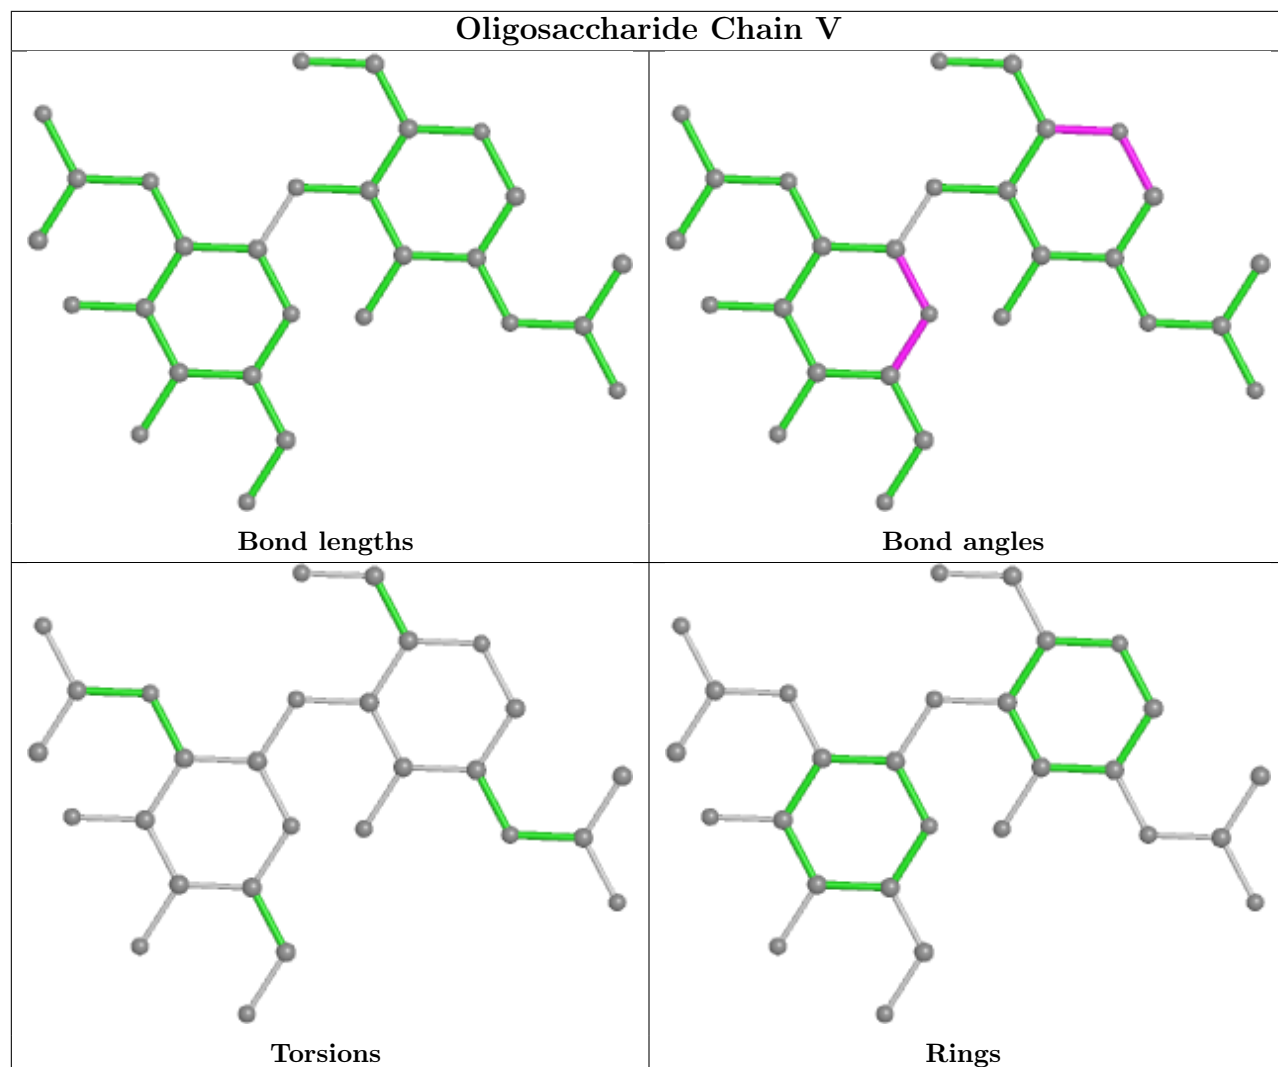 Oligosaccharide Chain V
Bond lengths
Bond angles
Torsions
Rings